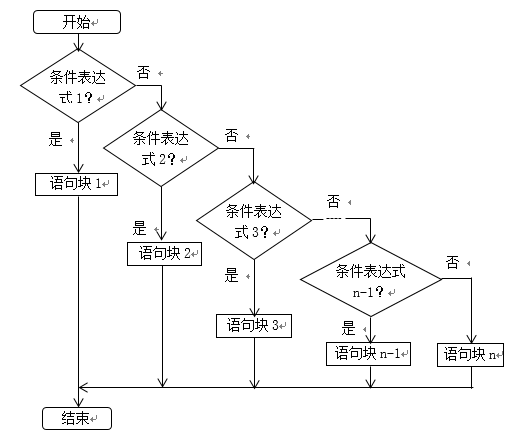 开始
条件表达
式1?
否
是
语句块1
条件表达
式2?
否
是
语句块2
条件表达
式3?
否
是
语句块3
条件表达式
n-1?
否
是
语句块n-1
语句块n
结束